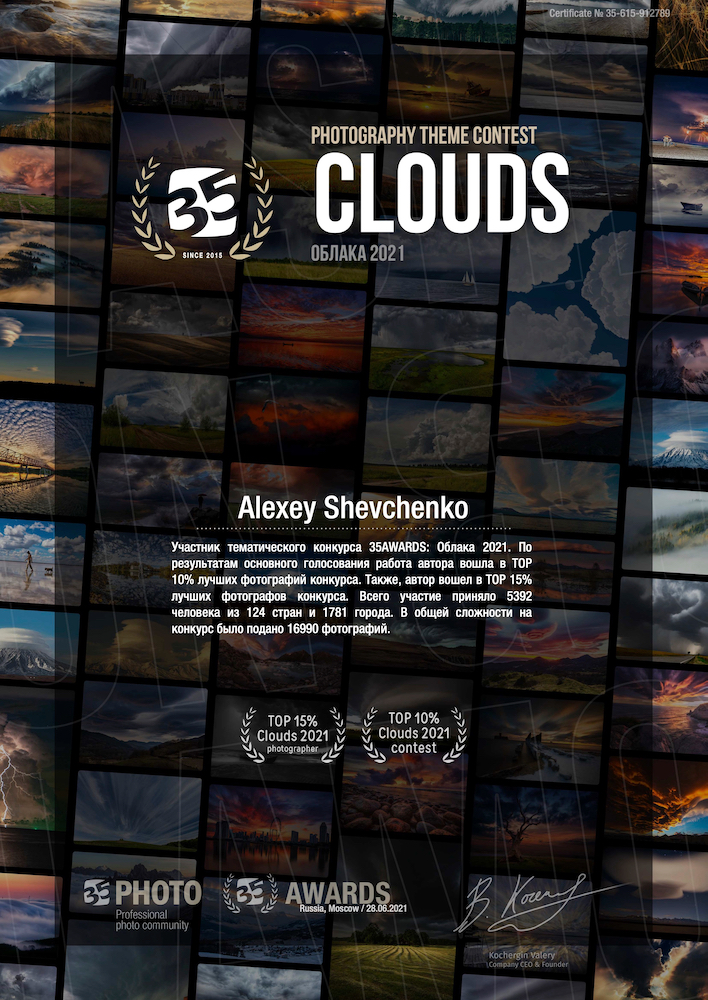 Certificate № 35-615-912789
PHOTOGRAPHY THEME CONTEST
35
CLOUDS
SINCE 2015
ОБЛАКА 2021
Alexey Shevchenko
Участник тематического конкурса 35AWARDS: Облака 2021. По
результатам основного голосования работа автора вошла в TOP
10% лучших фотографий конкурса. Также, автор вошел в TOP 15%
лучших фотографов конкурса. Всего участие приняло 5392
человека из 124 стран и 1781 города. В общей сложности на
конкурс было подано 16990 фотографий.
TOP 15%
Clouds 2021
photographer
TOP 10%
Clouds 2021
contest
35 PHOTO
Professional
photo community
35 AWARDS
Russia, Moscow / 28.06.2021
Kochergin Valery
Company CEO & Founder